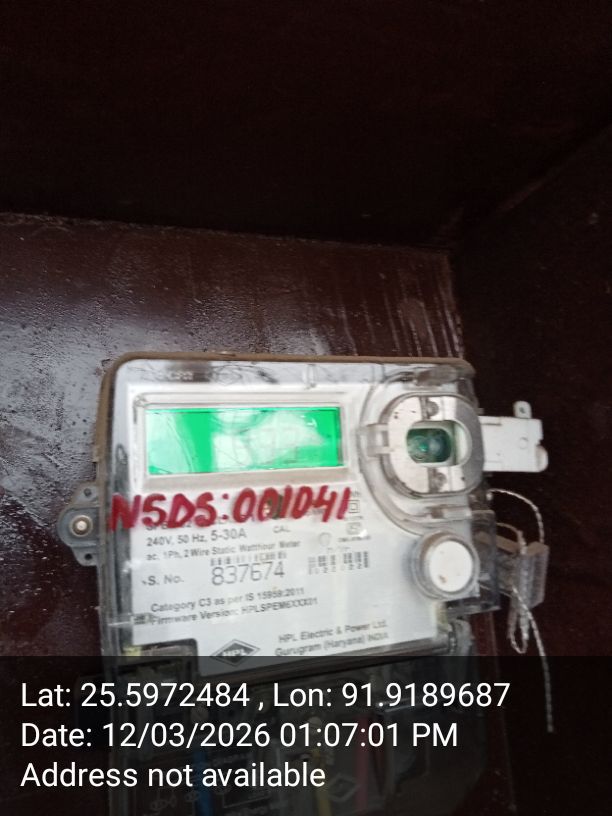 NSDS:001041
CAL
240V, 50 Hz, 5-30A
ac, 1Ph, 2 Wire Static Watthour Meter
S. No. 837674
Category C3 as per IS 15959:2011
Firmware Version: HPLSPEM6XXX01
HPL
HPL Electric & Power Ltd.
Gurugram (Haryana) INDIA
Lat: 25.5972484 , Lon: 91.9189687
Date: 12/03/2026 01:07:01 PM
Address not available